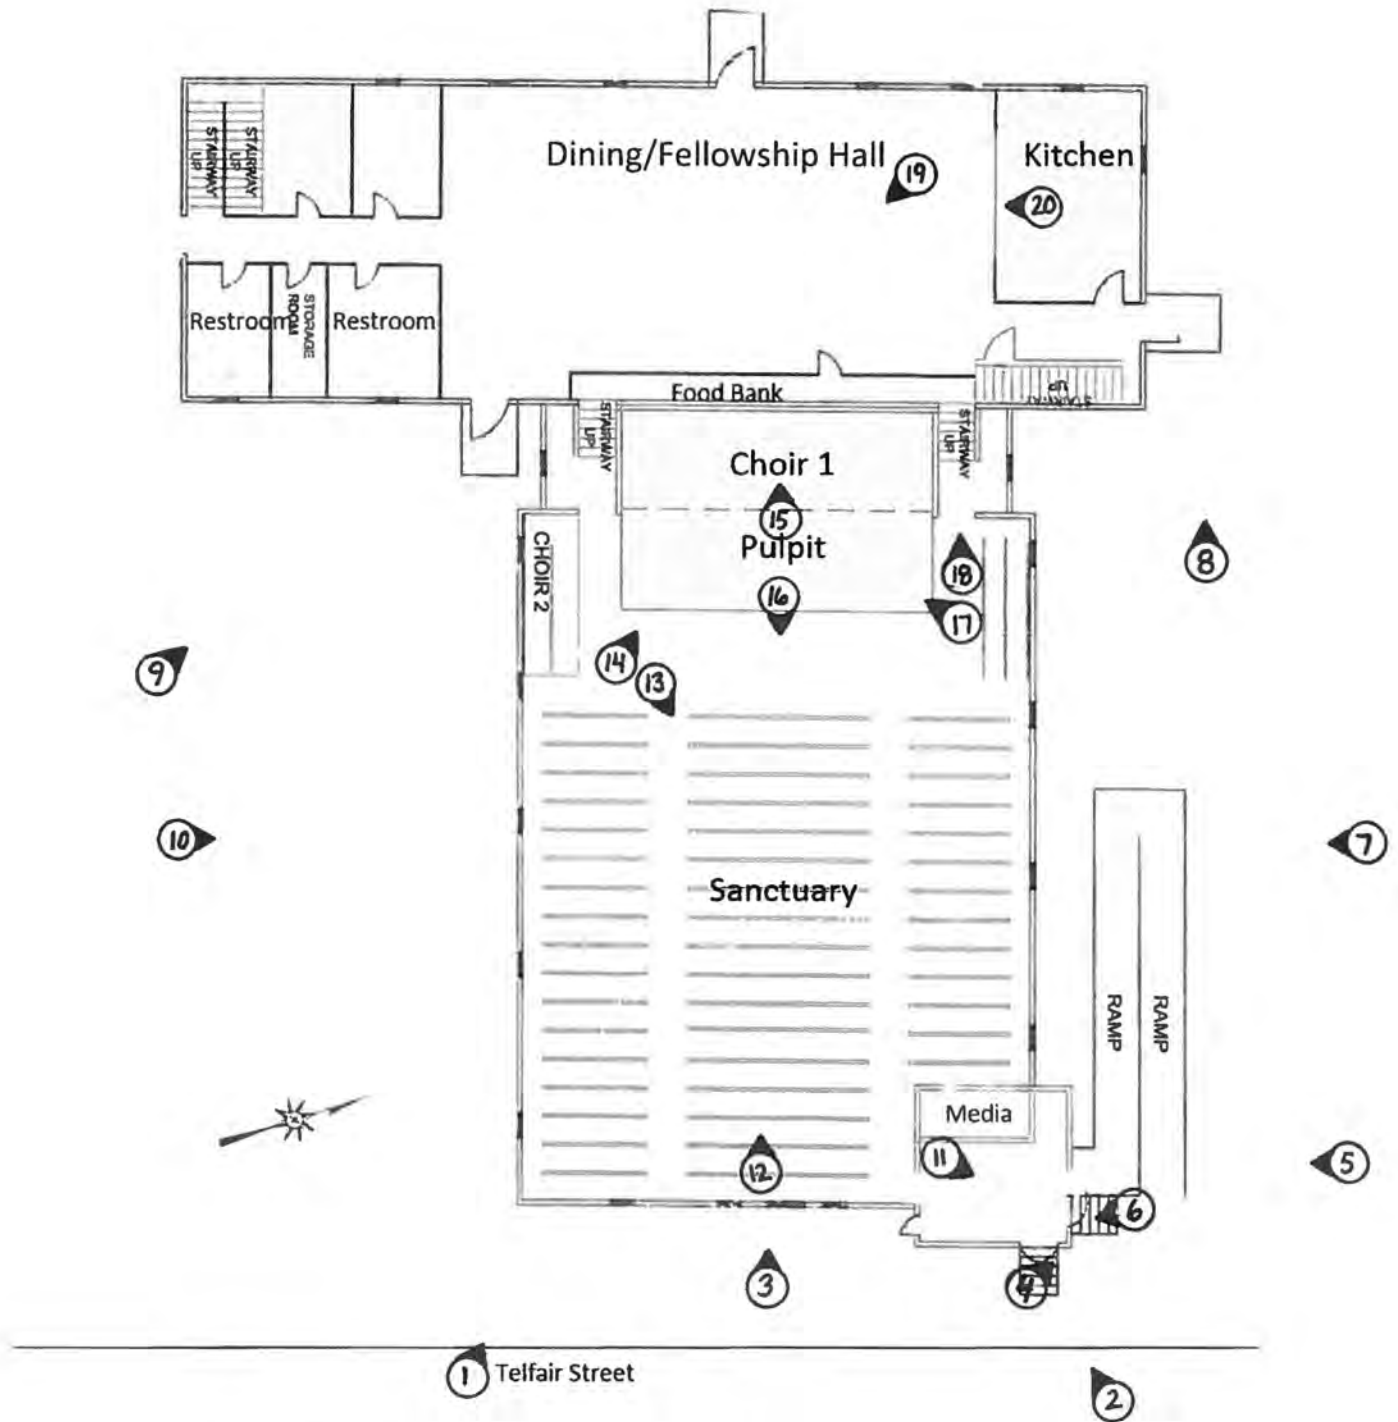 Dining/Fellowship Hall
19
Kitchen
20
STAIRWAY
UP
STAIRWAY
UP
Restroom
STORAGE
ROOM
Restroom
Food Bank
STAIRWAY
UP
STAIRWAY
UP
Choir 1
15
Pulpit
CHOIR 2
16
18
17
8
14
13
9
10
7
Sanctuary
RAMP
RAMP
Media
11
12
5
6
3
4
1
Telfair Street
2